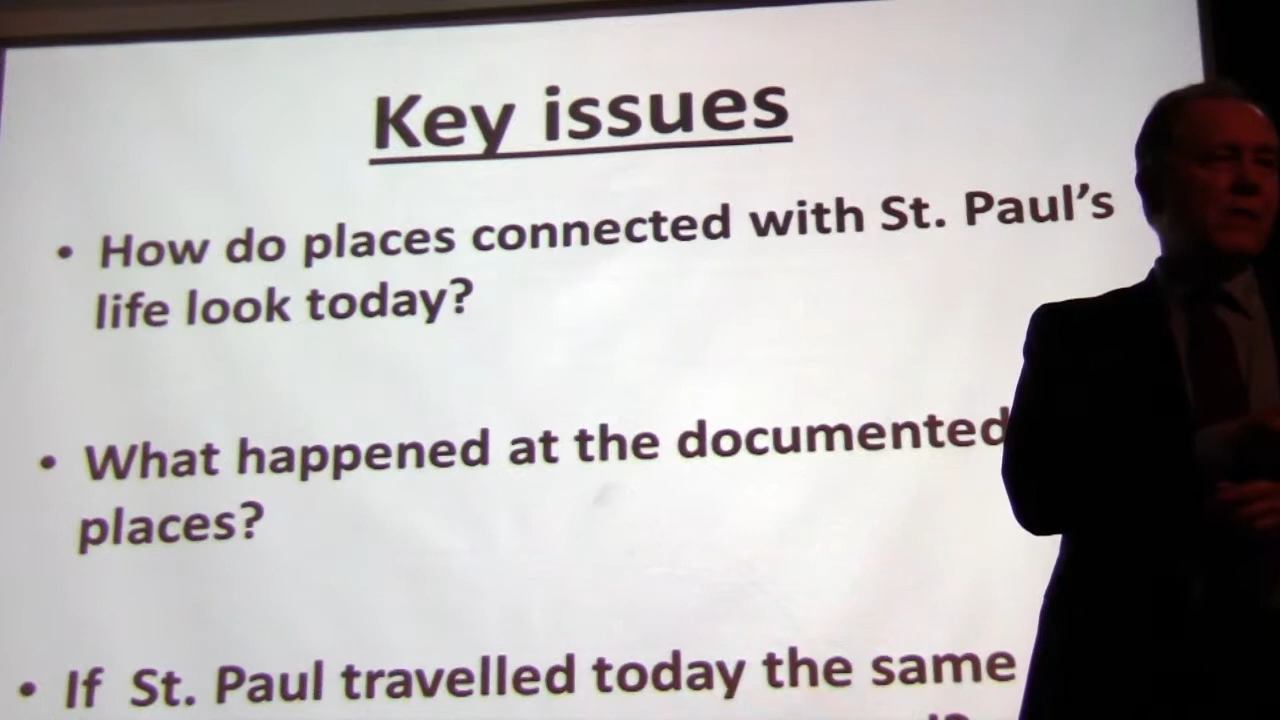 Key issues
• How do places connected with St. Paul's
life look today?
• What happened at the documented
places?
• If St. Paul travelled today the same